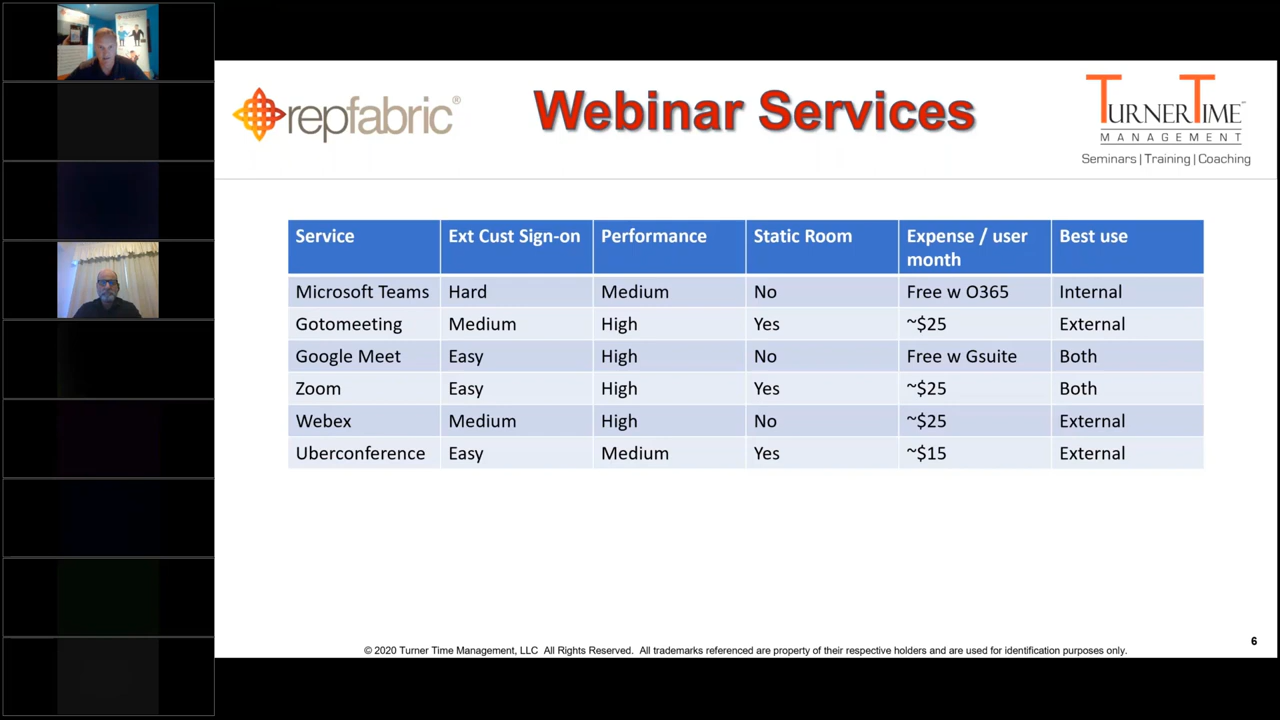 repfabric®
Webinar Services
TURNER TIME
MANAGEMENT
Seminars | Training | Coaching
Service Ext Cust Sign-on Performance Static Room Expense / user month Best use
Microsoft Teams Hard Medium No Free w O365 Internal
Gotomeeting Medium High Yes ~$25 External
Google Meet Easy High No Free w Gsuite Both
Zoom Easy High Yes ~$25 Both
Webex Medium High No ~$25 External
Uberconference Easy Medium Yes ~$15 External
6
© 2020 Turner Time Management, LLC All Rights Reserved. All trademarks referenced are property of their respective holders and are used for identification purposes only.